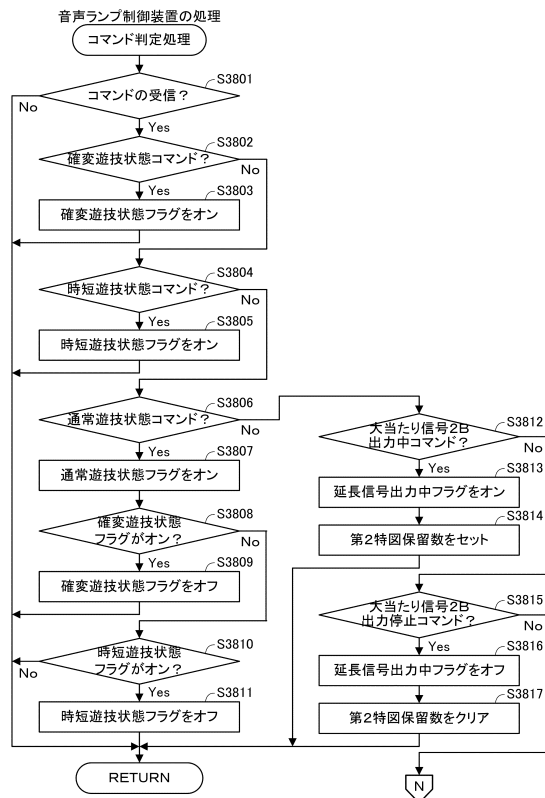 音声ランプ制御装置の処理
コマンド判定処理
S3801
コマンドの受信？
No
Yes
S3802
確変遊技状態コマンド？
No
Yes
S3803
確変遊技状態フラグをオン
S3804
時短遊技状態コマンド？
No
Yes
S3805
時短遊技状態フラグをオン
S3806
通常遊技状態コマンド？
No
Yes
S3807
通常遊技状態フラグをオン
S3808
確変遊技状態
フラグがオン？
No
Yes
S3809
確変遊技状態フラグをオフ
S3810
時短遊技状態
フラグがオン？
No
Yes
S3811
時短遊技状態フラグをオフ
RETURN
S3812
大当たり信号2B
出力中コマンド？
No
Yes
S3813
延長信号出力中フラグをオン
S3814
第2特図保留数をセット
S3815
大当たり信号2B
出力停止コマンド？
No
Yes
S3816
延長信号出力中フラグをオフ
S3817
第2特図保留数をクリア
N